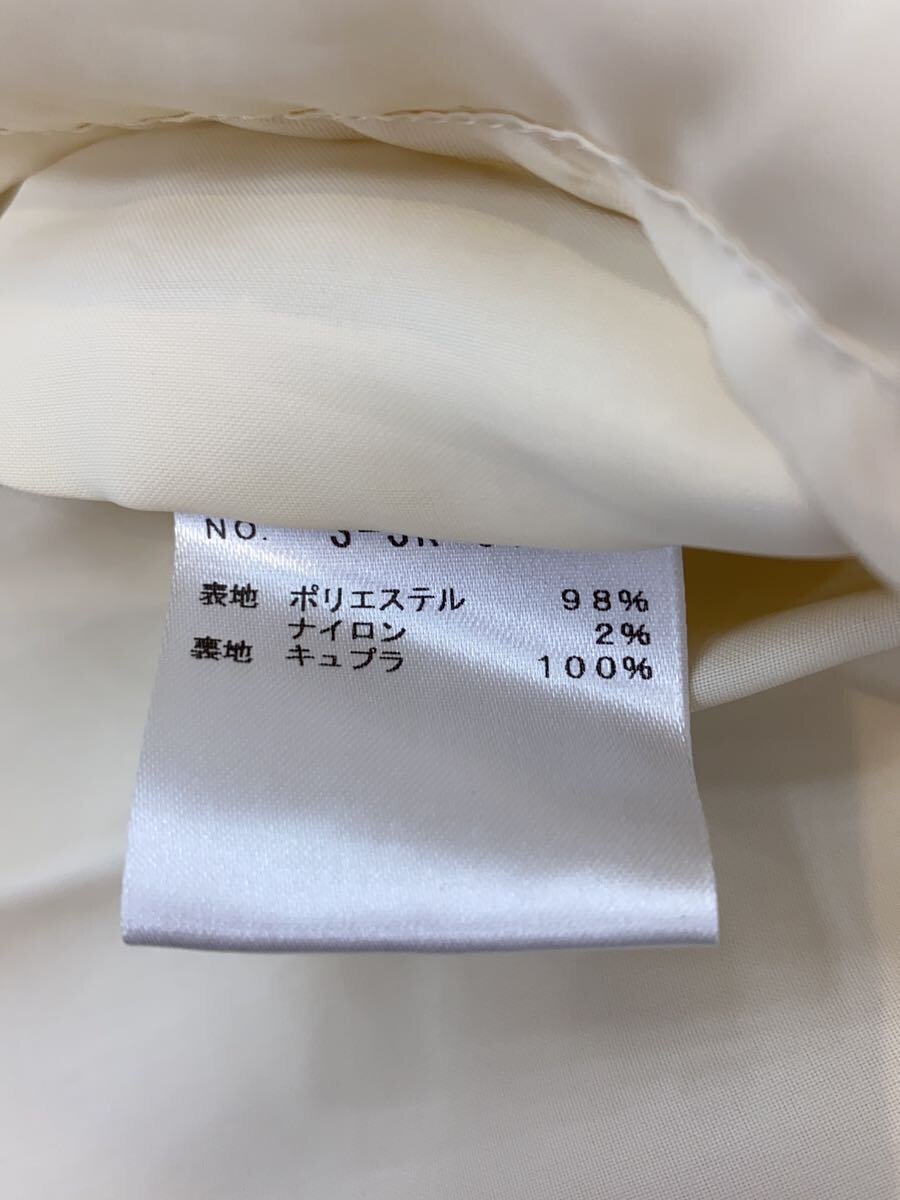 NO.
表地 ポリエステル 98%
ナイロン 2%
裏地 キュプラ 100%